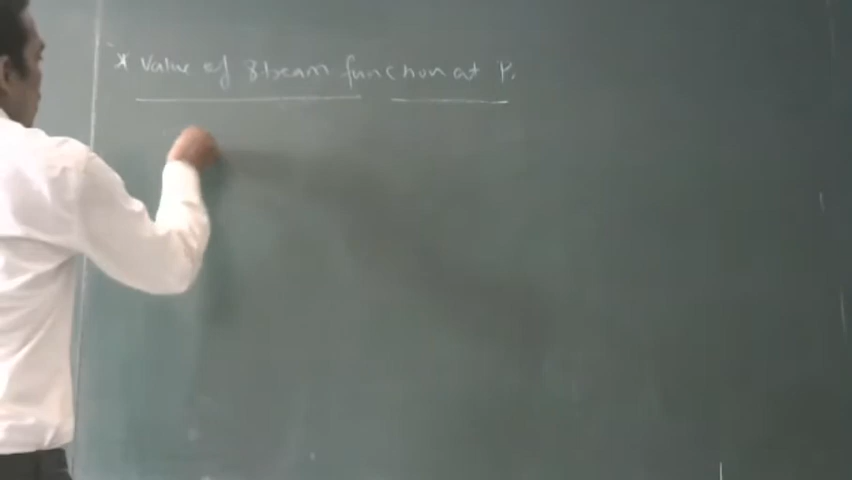 * Value of stream function at P.